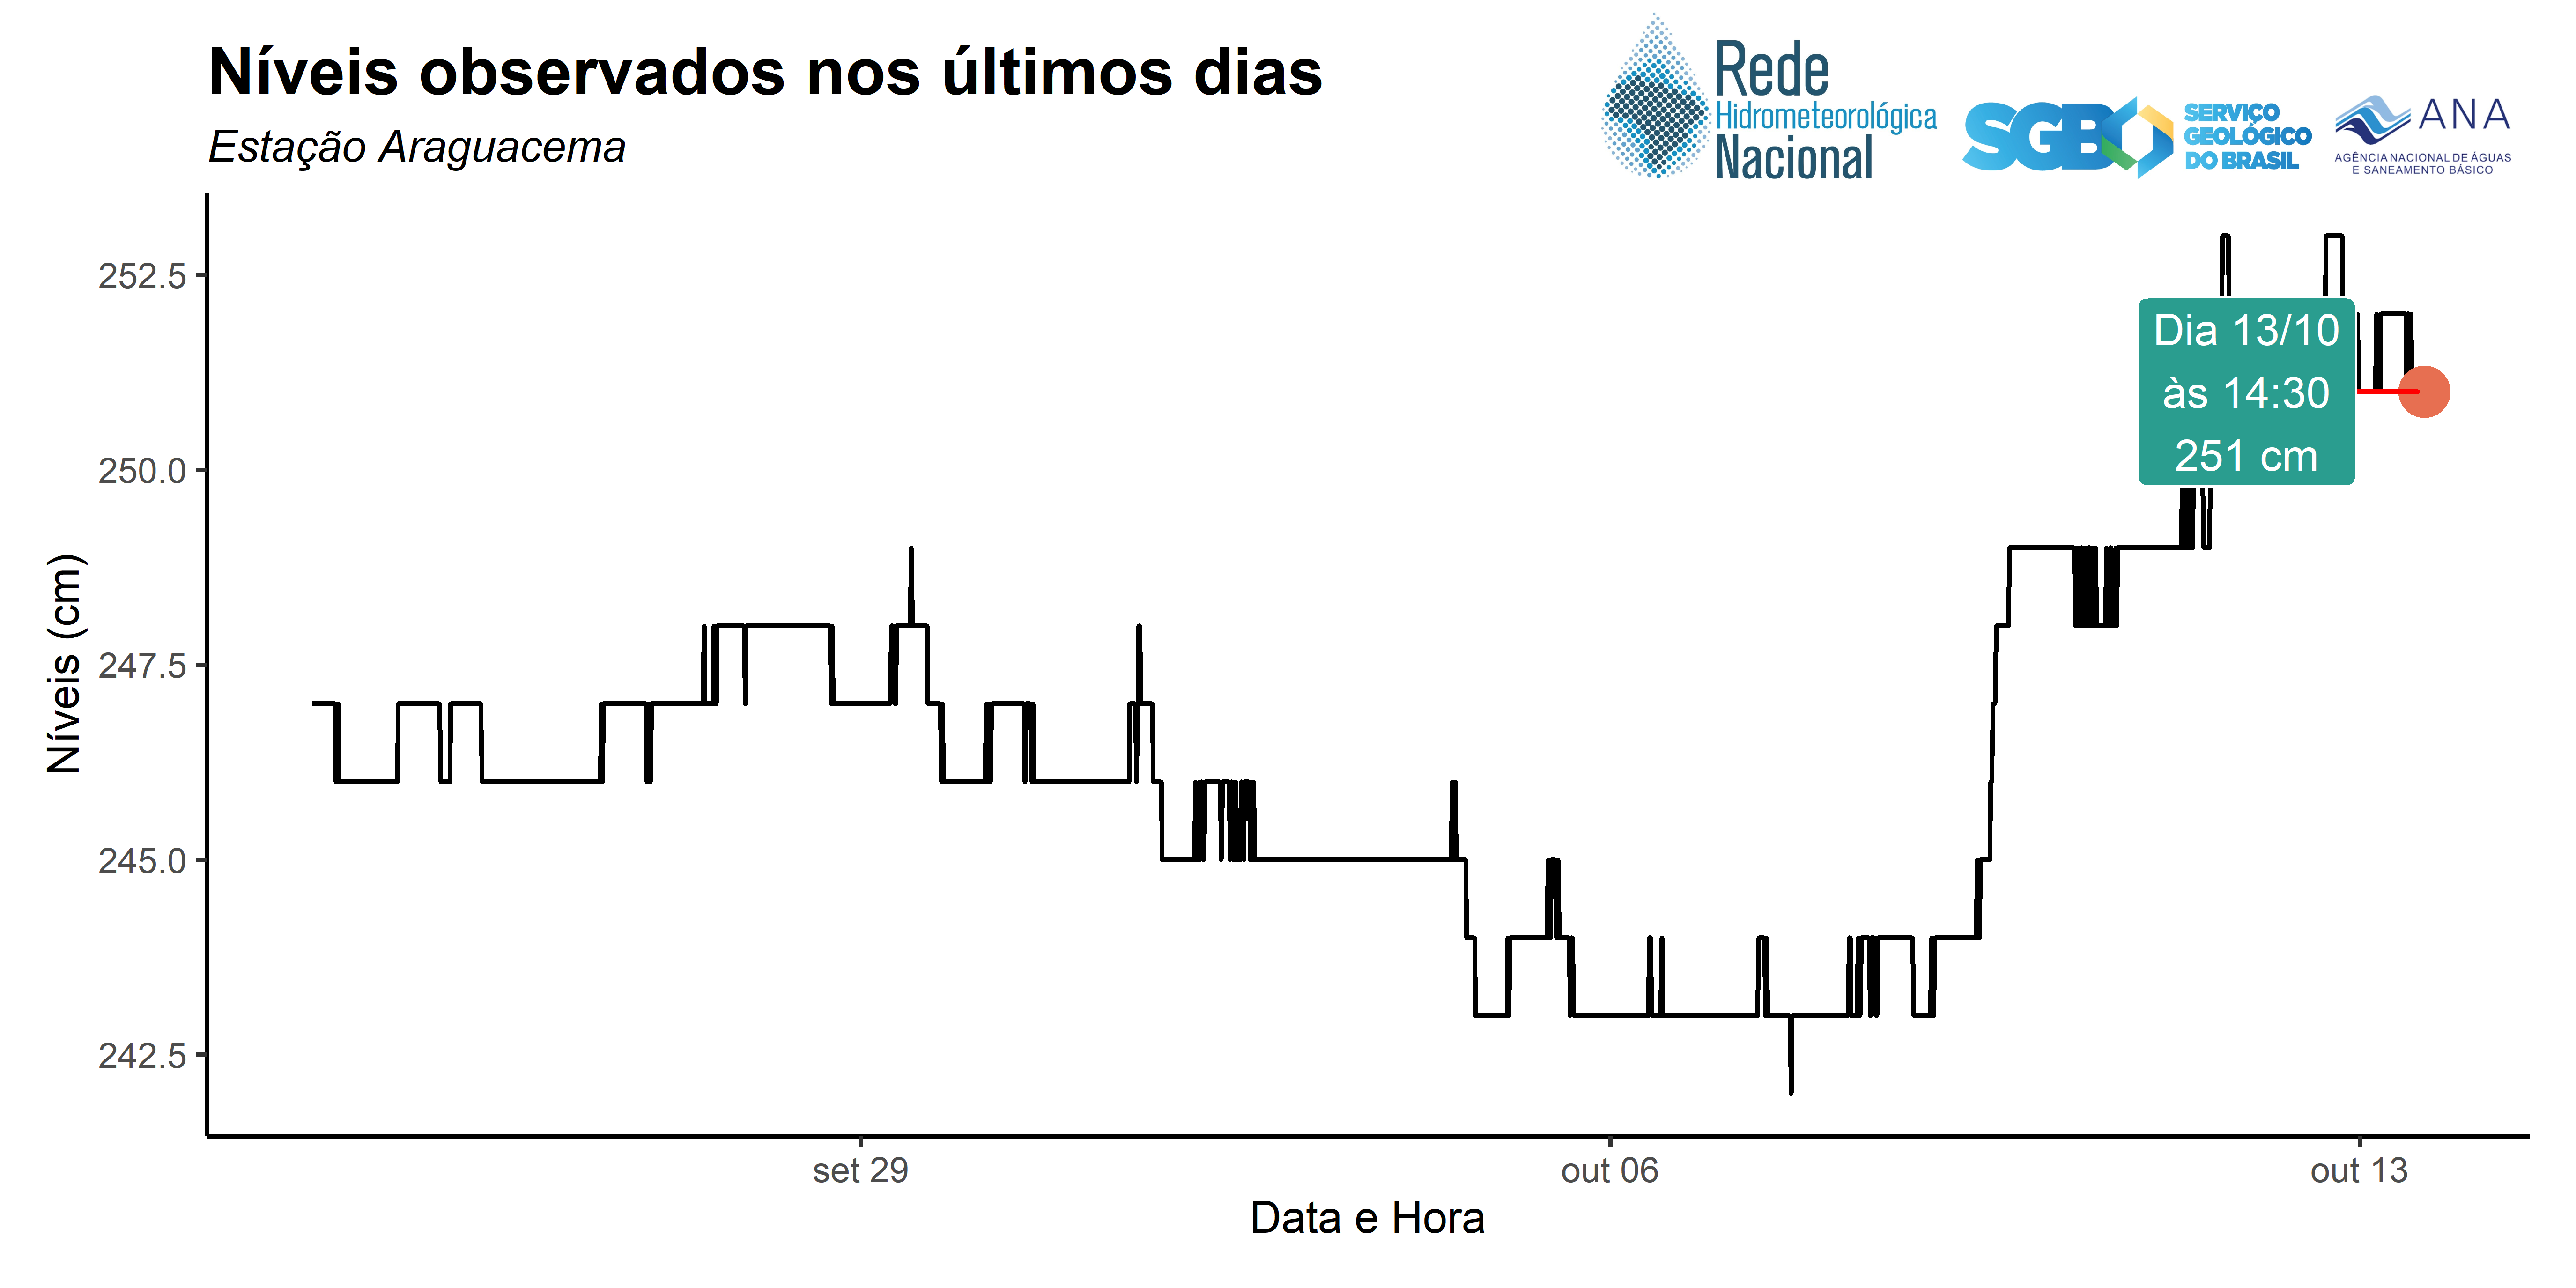 Níveis observados nos últimos dias
Estação Araguacema
Rede
Hidrometeorológica
Nacional
SGB
SERVIÇO
GEOLÓGICO
DO BRASIL
ANA
AGÊNCIA NACIONAL DE ÁGUAS
E SANEAMENTO BÁSICO
252.5
250.0
247.5
245.0
242.5
Níveis (cm)
Dia 13/10
às 14:30
251 cm
set 29
out 06
out 13
Data e Hora